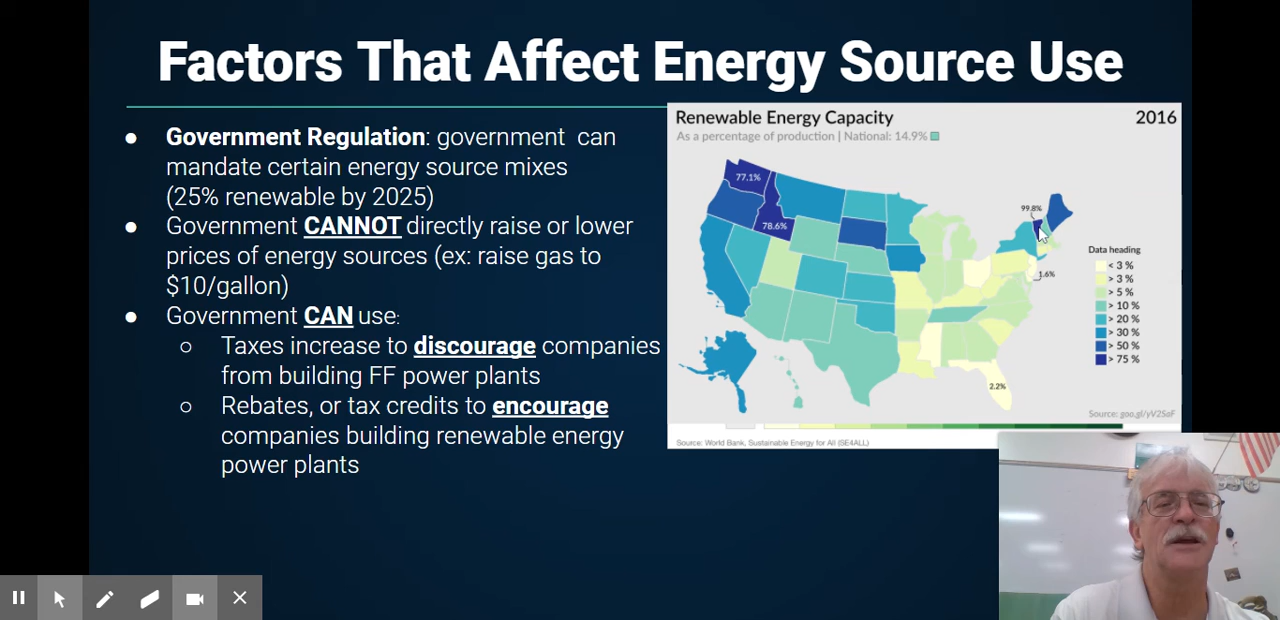 Factors That Affect Energy Source Use
● Government Regulation: government can
mandate certain energy source mixes
(25% renewable by 2025)
● Government CANNOT directly raise or lower
prices of energy sources (ex: raise gas to
$10/gallon)
● Government CAN use:
○ Taxes increase to discourage companies
from building FF power plants
○ Rebates, or tax credits to encourage
companies building renewable energy
power plants
Renewable Energy Capacity
2016
As a percentage of production | National: 14.9%
77.1%
78.6%
99.8%
1.6%
2.2%
Data heading
< 3 %
> 3 %
> 5 %
> 10 %
> 20 %
> 30 %
> 50 %
> 75 %
Source: goo.gl/yV2SaF
Source: World Bank, Sustainable Energy for All (SE4ALL)